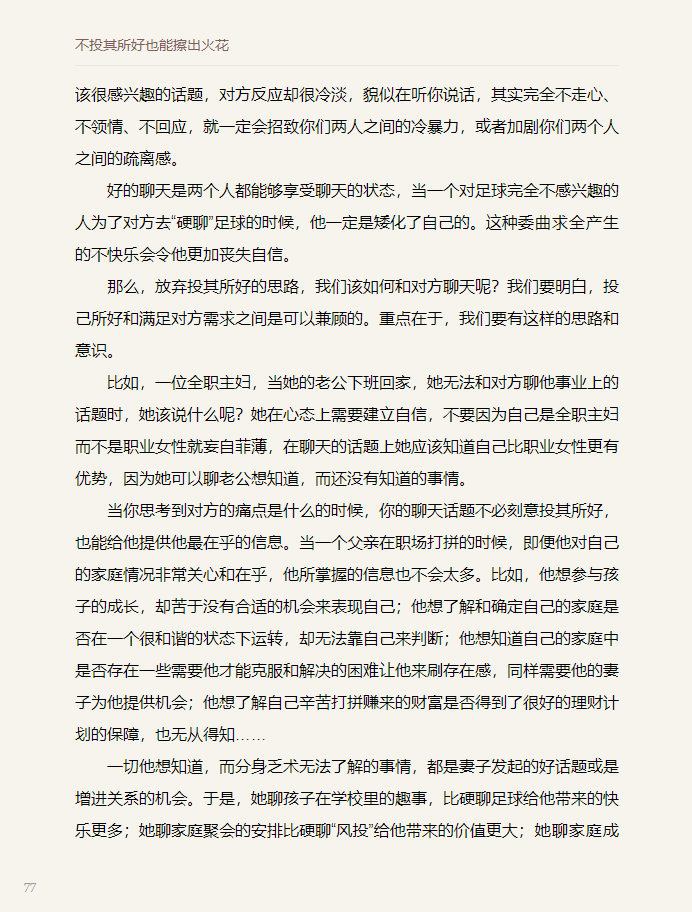 不投其所好也能擦出火花
该很感兴趣的话题，对方反应却很冷淡，貌似在听你说话，其实完全不走心、
不领情、不回应，就一定会招致你们两人之间的冷暴力，或者加剧你们两个人
之间的疏离感。
好的聊天是两个人都能够享受聊天的状态，当一个对足球完全不感兴趣的
人为了对方去“硬聊”足球的时候，他一定是矮化了自己的。这种委曲求全产生
的不快乐会令他更加丧失自信。
那么，放弃投其所好的思路，我们该如何和对方聊天呢？我们要明白，投
己所好和满足对方需求之间是可以兼顾的。重点在于，我们要有这样的思路和
意识。
比如，一位全职主妇，当她的老公下班回家，她无法和对方聊他事业上的
话题时，她该说什么呢？她在心态上需要建立自信，不要因为自己是全职主妇
而不是职业女性就妄自菲薄，在聊天的话题上她应该知道自己比职业女性更有
优势，因为她可以聊老公想知道，而还没有知道的事情。
当你思考到对方的痛点是什么的时候，你的聊天话题不必刻意投其所好，
也能给他提供他最在乎的信息。当一个父亲在职场打拼的时候，即便他对自己
的家庭情况非常关心和在乎，他所掌握的信息也不会太多。比如，他想参与孩
子的成长，却苦于没有合适的机会来表现自己；他想了解和确定自己的家庭是
否在一个很和谐的状态下运转，却无法靠自己来判断；他想知道自己的家庭中
是否存在一些需要他才能克服和解决的困难让他来刷存在感，同样需要他的妻
子为他提供机会；他想了解自己辛苦打拼赚来的财富是否得到了很好的理财计
划的保障，也无从得知……
一切他想知道，而分身乏术无法了解的事情，都是妻子发起的好话题或是
增进关系的机会。于是，她聊孩子在学校里的趣事，比硬聊足球给他带来的快
乐更多；她聊家庭聚会的安排比硬聊“风投”给他带来的价值更大；她聊家庭成
77